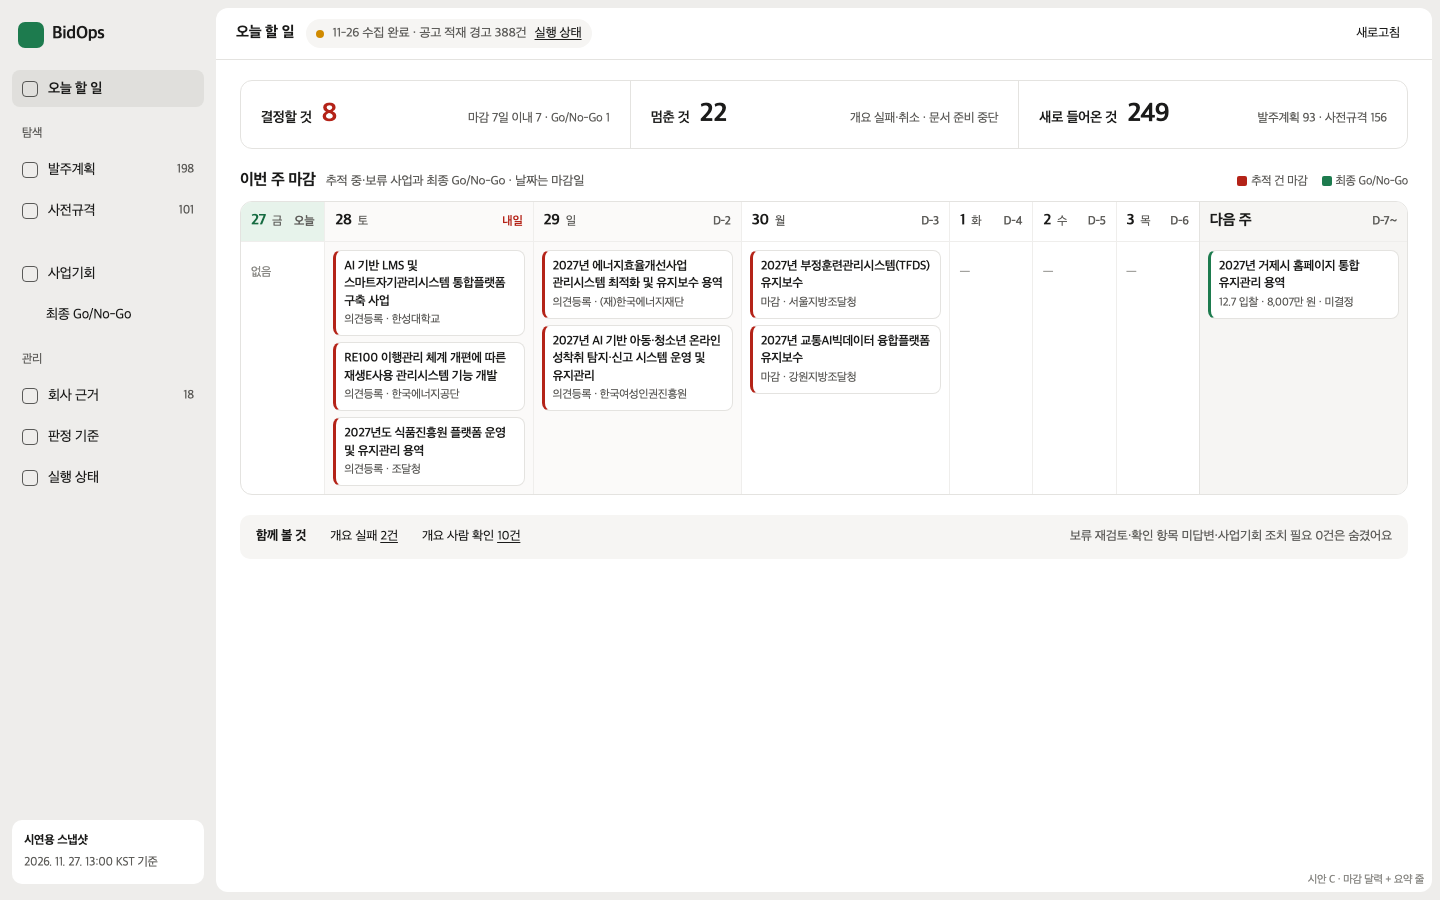 BidOps
오늘 할 일
탐색
발주계획 198
사전규격 101
사업기회
최종 Go/No-Go
관리
회사 근거 18
판정 기준
실행 상태
시연용 스냅샷
2026. 11. 27. 13:00 KST 기준
오늘 할 일 11-26 수집 완료 · 공고 적재 경고 388건 실행 상태 새로고침
결정할 것 8 마감 7일 이내 7 · Go/No-Go 1
멈춘 것 22 개요 실패·취소 · 문서 준비 중단
새로 들어온 것 249 발주계획 93 · 사전규격 156
이번 주 마감 추적 중·보류 사업과 최종 Go/No-Go · 날짜는 마감일 추적 건 마감 최종 Go/No-Go
27 금 오늘
없음
28 토 내일
AI 기반 LMS 및
스마트자기관리시스템 통합플랫폼
구축 사업
의견등록 · 한성대학교
RE100 이행관리 체계 개편에 따른
재생E사용 관리시스템 기능 개발
의견등록 · 한국에너지공단
2027년도 식품진흥원 플랫폼 운영
및 유지관리 용역
의견등록 · 조달청
29 일 D-2
2027년 에너지효율개선사업
관리시스템 최적화 및 유지보수 용역
의견등록 · (재)한국에너지재단
2027년 AI 기반 아동·청소년 온라인
성착취 탐지·신고 시스템 운영 및
유지관리
의견등록 · 한국여성인권진흥원
30 월 D-3
2027년 부정훈련관리시스템(TFDS)
유지보수
마감 · 서울지방조달청
2027년 교통AI빅데이터 융합플랫폼
유지보수
마감 · 강원지방조달청
1 화 D-4
—
2 수 D-5
—
3 목 D-6
—
다음 주 D-7~
2027년 거제시 홈페이지 통합
유지관리 용역
12.7 입찰 · 8,007만 원 · 미결정
함께 볼 것 개요 실패 2건 개요 사람 확인 10건 보류 재검토·확인 항목 미답변·사업기회 조치 필요 0건은 숨겼어요
시안 C · 마감 달력 + 요약 줄